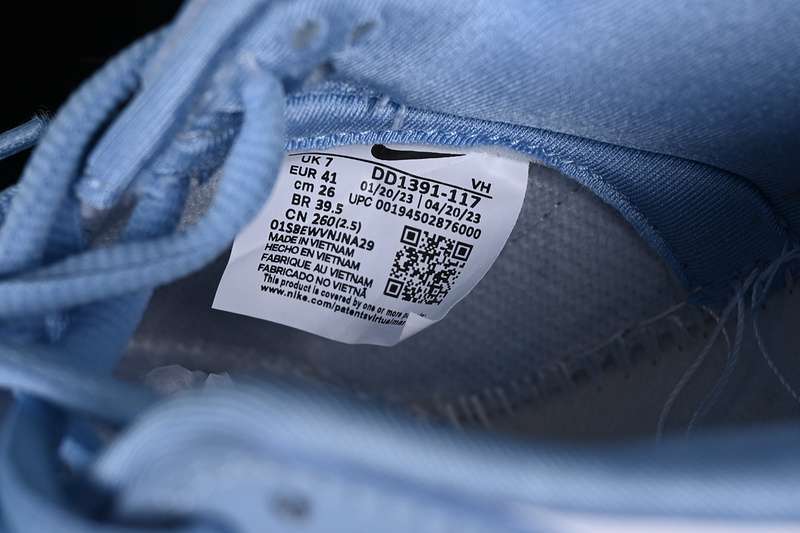 UK 7
EUR 41
cm 26
BR 39.5
CN 260(2.5)
01SBEWVNJNA29
MADE IN VIETNAM
HECHO EN VIETNAM
FABRIQUE AU VIETNAM
FABRICADO NO VIETNÃ
This product is covered by one or more
www.nike.com/patentsvirtual
DD1391-117
VH
01/20/23 | 04/20/23
UPC 00194502876000